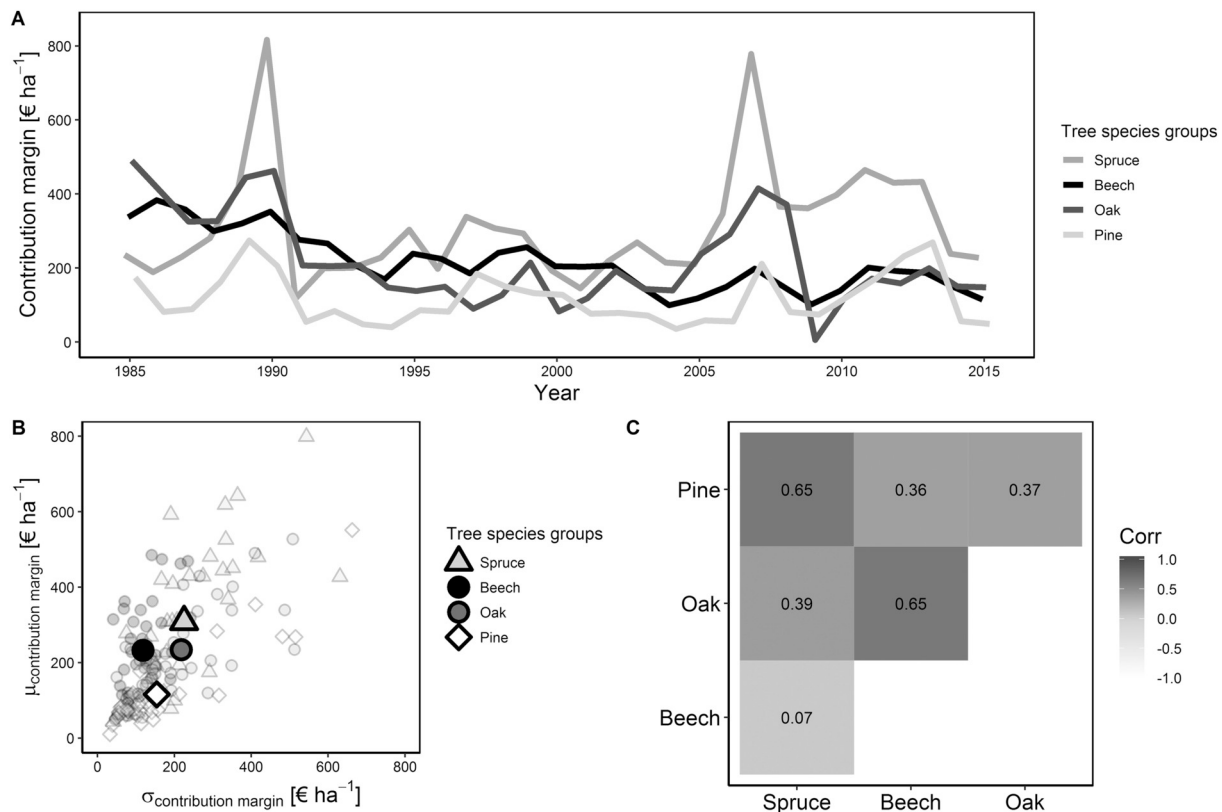 A
Contribution margin [€ ha⁻¹]
800
600
400
200
0
1985 1990 1995 2000 2005 2010 2015
Year
Tree species groups
Spruce
Beech
Oak
Pine
B
μcontribution margin [€ ha⁻¹]
800
600
400
200
0
0 200 400 600 800
σcontribution margin [€ ha⁻¹]
Tree species groups
Spruce
Beech
Oak
Pine
C
Pine 0.65 0.36 0.37
Oak 0.39 0.65
Beech 0.07
Spruce Beech Oak
Corr
1.0
0.5
0.0
-0.5
-1.0